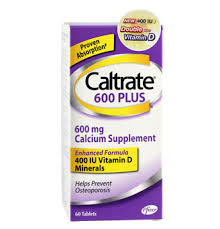 Proven
Absorption*
NEW 400 IU
Double the
Vitamin D
Caltrate®
600 PLUS
600 mg
Calcium Supplement
Enhanced Formula
400 IU Vitamin D
Minerals
Helps Prevent
Osteoporosis
60 Tablets
Pfizer